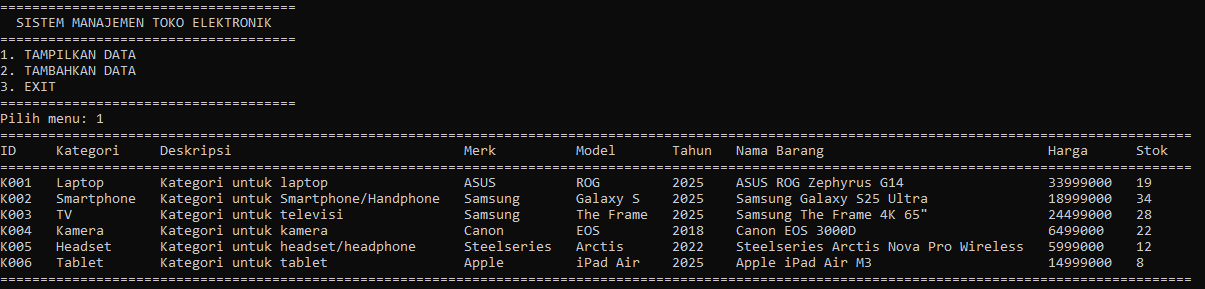 =====================================
  SISTEM MANAJEMEN TOKO ELEKTRONIK
=====================================
1. TAMPILKAN DATA
2. TAMBAHKAN DATA
3. EXIT
=====================================
Pilih menu: 1
=====================================================================================================================================================
ID     Kategori     Deskripsi                             Merk          Model       Tahun   Nama Barang                            Harga      Stok
=====================================================================================================================================================
K001   Laptop       Kategori untuk laptop                 ASUS          ROG         2025    ASUS ROG Zephyrus G14                  33999000   19
K002   Smartphone   Kategori untuk Smartphone/Handphone   Samsung       Galaxy S    2025    Samsung Galaxy S25 Ultra               18999000   34
K003   TV           Kategori untuk televisi               Samsung       The Frame   2025    Samsung The Frame 4K 65"               24499000   28
K004   Kamera       Kategori untuk kamera                 Canon         EOS         2018    Canon EOS 3000D                        6499000    22
K005   Headset      Kategori untuk headset/headphone      Steelseries   Arctis      2022    Steelseries Arctis Nova Pro Wireless   5999000    12
K006   Tablet       Kategori untuk tablet                 Apple         iPad Air    2025    Apple iPad Air M3                      14999000   8
=====================================================================================================================================================